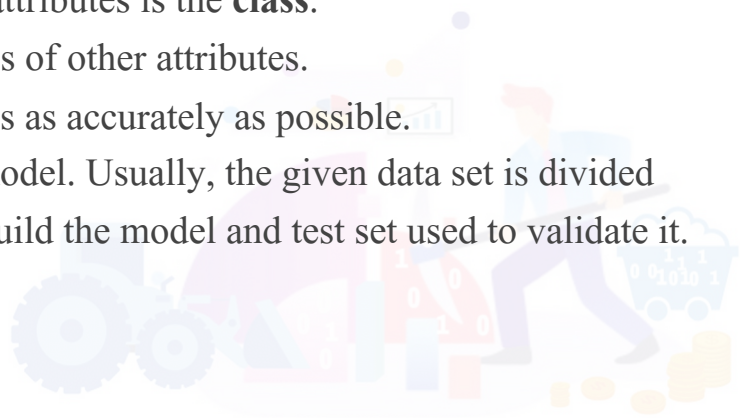 attributes is the class.
s of other attributes.
s as accurately as possible.
odel. Usually, the given data set is divided
uild the model and test set used to validate it.